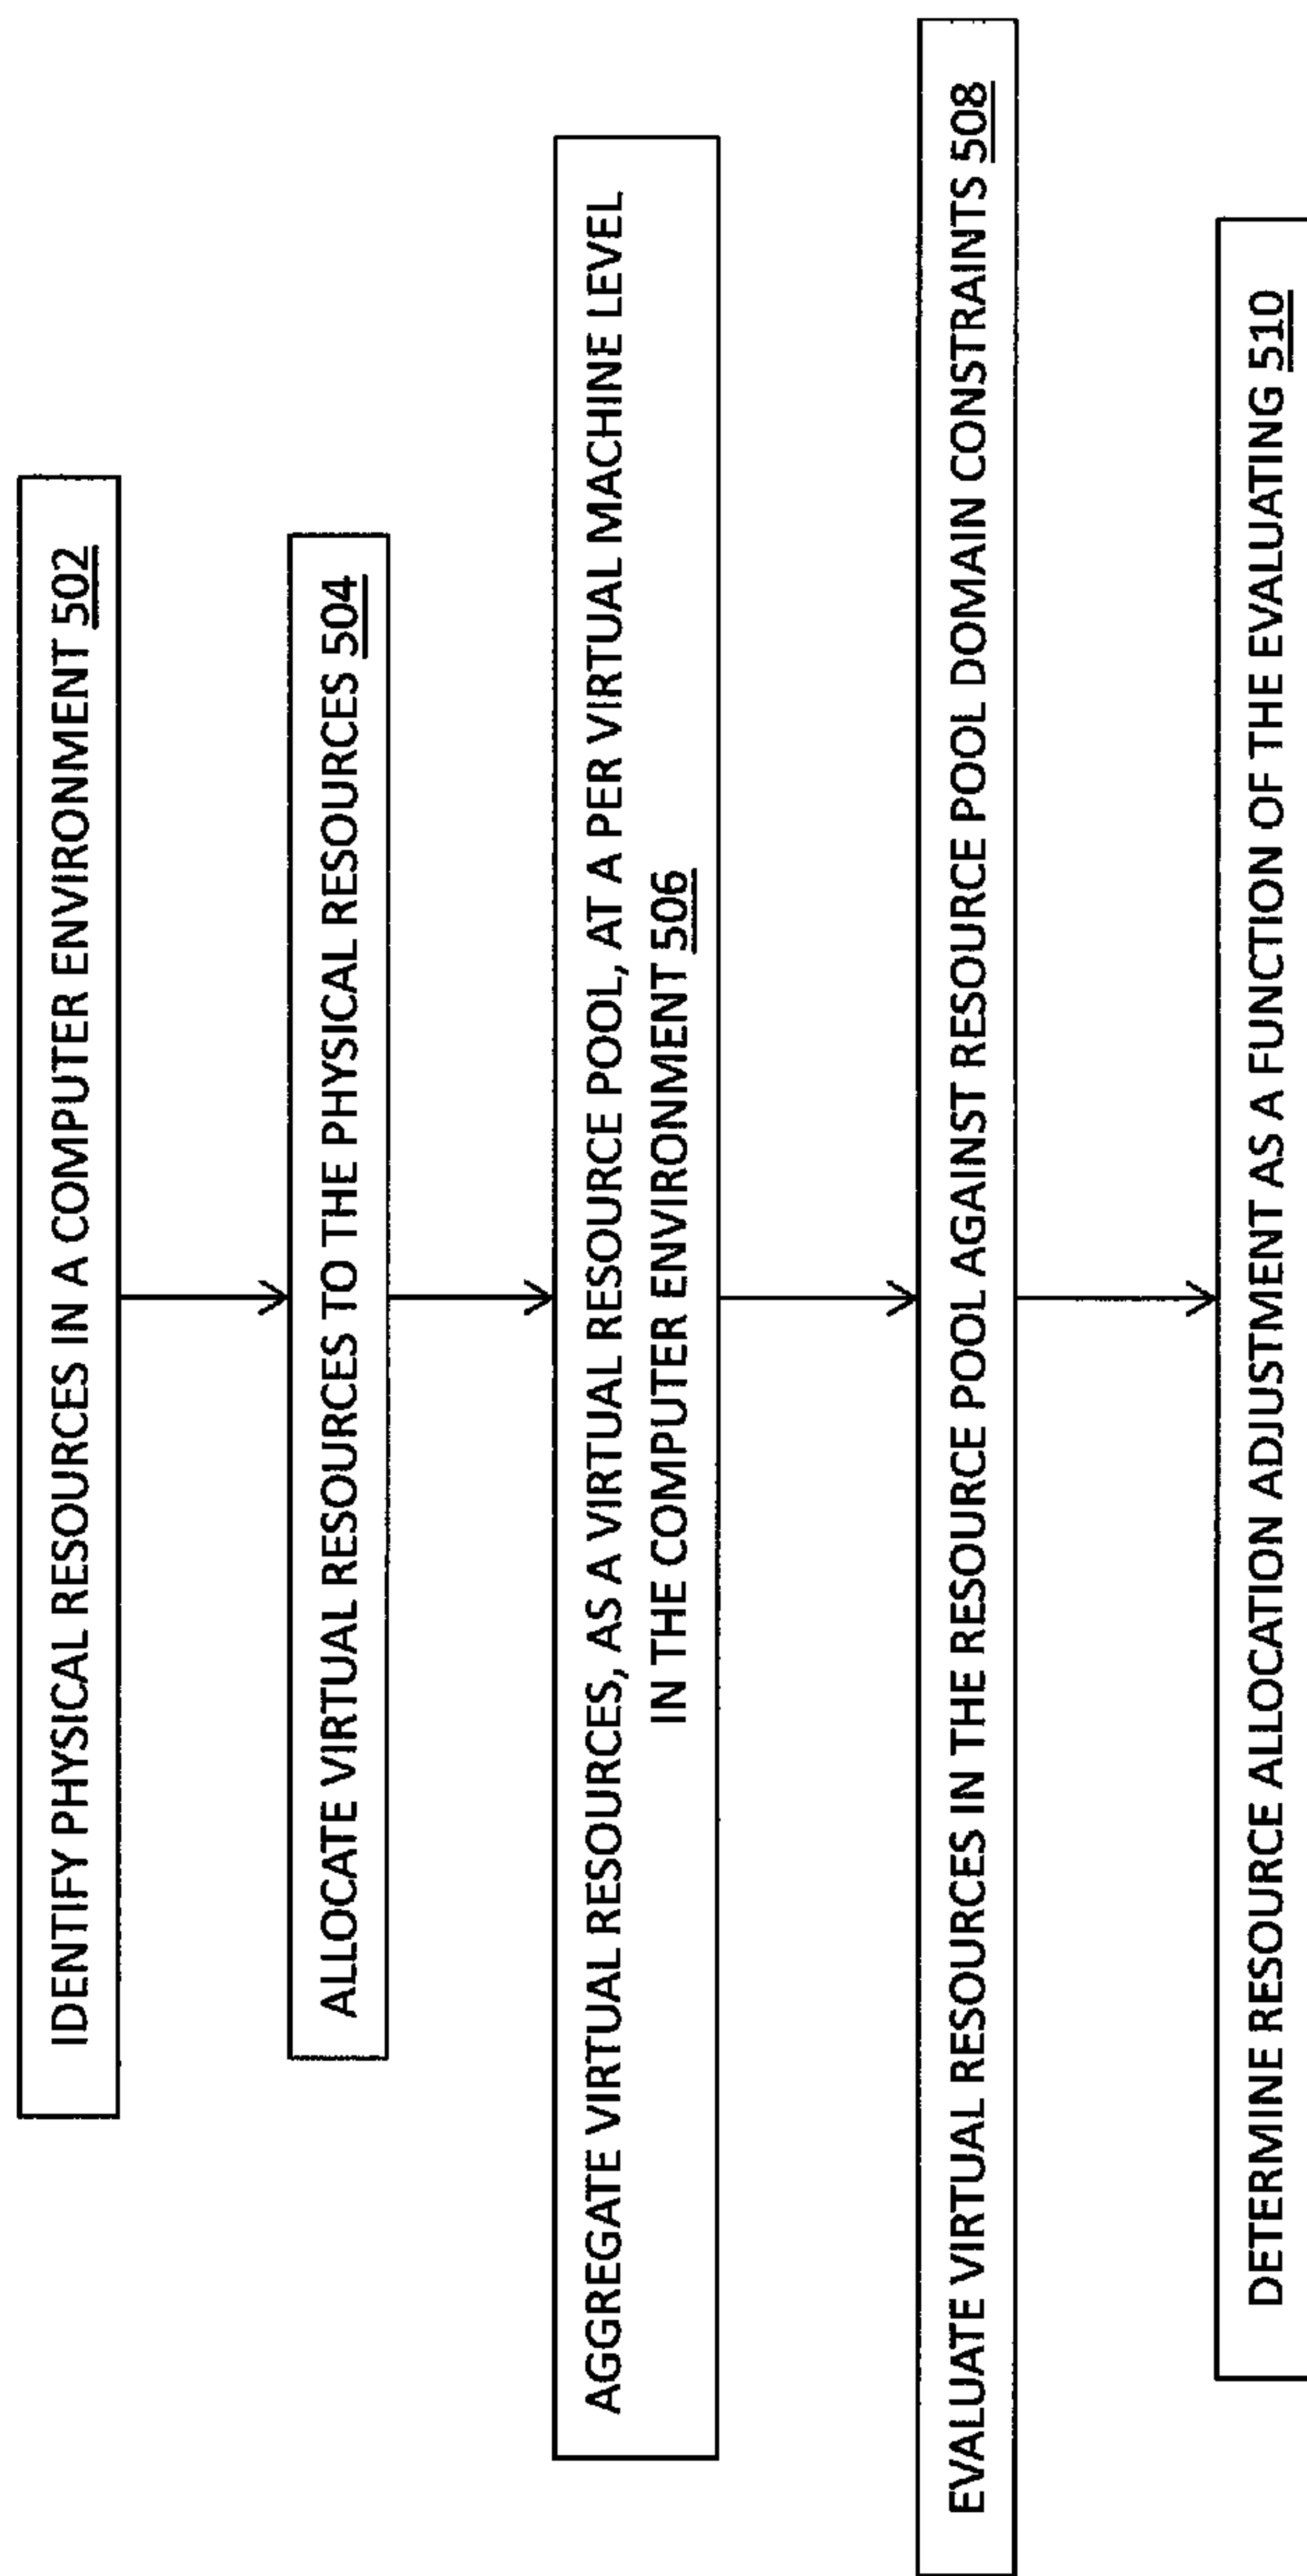 IDENTIFY PHYSICAL RESOURCES IN A COMPUTER ENVIRONMENT 502
ALLOCATE VIRTUAL RESOURCES TO THE PHYSICAL RESOURCES 504
AGGREGATE VIRTUAL RESOURCES, AS A VIRTUAL RESOURCE POOL, AT A PER VIRTUAL MACHINE LEVEL
IN THE COMPUTER ENVIRONMENT 506
EVALUATE VIRTUAL RESOURCES IN THE RESOURCE POOL AGAINST RESOURCE POOL DOMAIN CONSTRAINTS 508
DETERMINE RESOURCE ALLOCATION ADJUSTMENT AS A FUNCTION OF THE EVALUATING 510